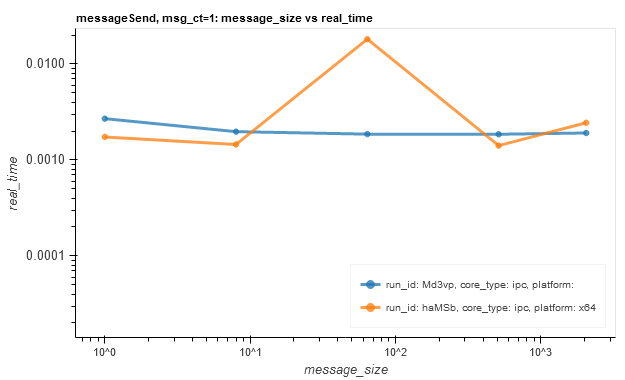 messageSend, msg_ct=1: message_size vs real_time
0.0100
0.0010
0.0001
real_time
run_id: Md3vp, core_type: ipc, platform:
run_id: haMSb, core_type: ipc, platform: x64
10^0
10^1
10^2
10^3
message_size